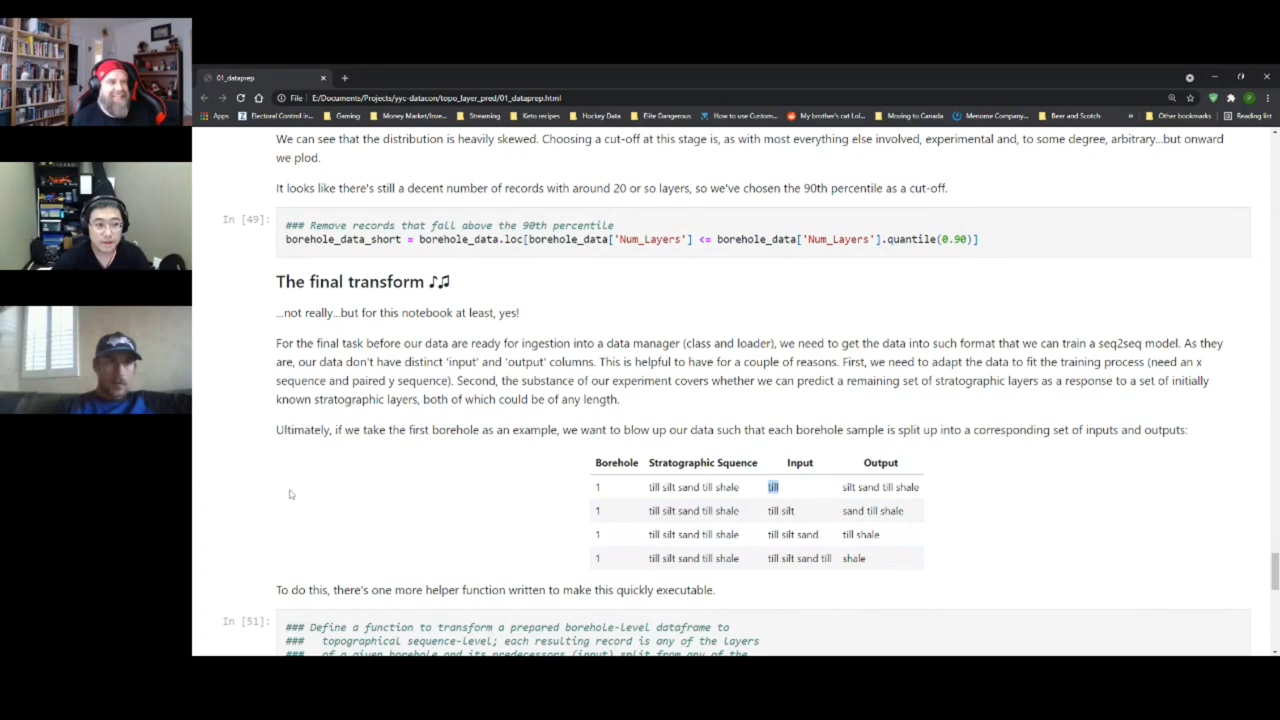 01_dataprep
File E:/Documents/Projects/yyc-datacon/topo_layer_pred/01_dataprep.html
Apps Electoral Control in... Gaming Money Market/Inve... Streaming Keto recipes Hockey Data Elite Dangerous How is, as Custom... My brother's cat Lol... Moving to Canada Memome Company... Beer and Scotch » Other bookmarks Reading list
We can see that the distribution is heavily skewed. Choosing a cut-off at this stage is, as with most everything else involved, experimental and, to some degree, arbitrary...but onward
we plod.
It looks like there's still a decent number of records with around 20 or so layers, so we've chosen the 90th percentile as a cut-off.
In [49]:
### Remove records that fall above the 90th percentile
borehole_data_short = borehole_data.loc[borehole_data['Num_Layers'] <= borehole_data['Num_Layers'].quantile(0.90)]
The final transform ♪♫
...not really...but for this notebook at least, yes!
For the final task before our data are ready for ingestion into a data manager (class and loader), we need to get the data into such format that we can train a seq2seq model. As they
are, our data don't have distinct 'input' and 'output' columns. This is helpful to have for a couple of reasons. First, we need to adapt the data to fit the training process (need an x
sequence and paired y sequence). Second, the substance of our experiment covers whether we can predict a remaining set of stratographic layers as a response to a set of initially
known stratographic layers, both of which could be of any length.
Ultimately, if we take the first borehole as an example, we want to blow up our data such that each borehole sample is split up into a corresponding set of inputs and outputs:
Borehole Stratographic Squence Input Output
1 till silt sand till shale till silt sand till shale
1 till silt sand till shale till silt sand till shale
1 till silt sand till shale till silt sand till shale
1 till silt sand till shale till silt sand till shale
To do this, there's one more helper function written to make this quickly executable.
In [51]:
### Define a function to transform a prepared borehole-level dataframe to
### topographical sequence-level; each resulting record is any of the layers
### of a given borehole and its predecessors (input) split from any of the